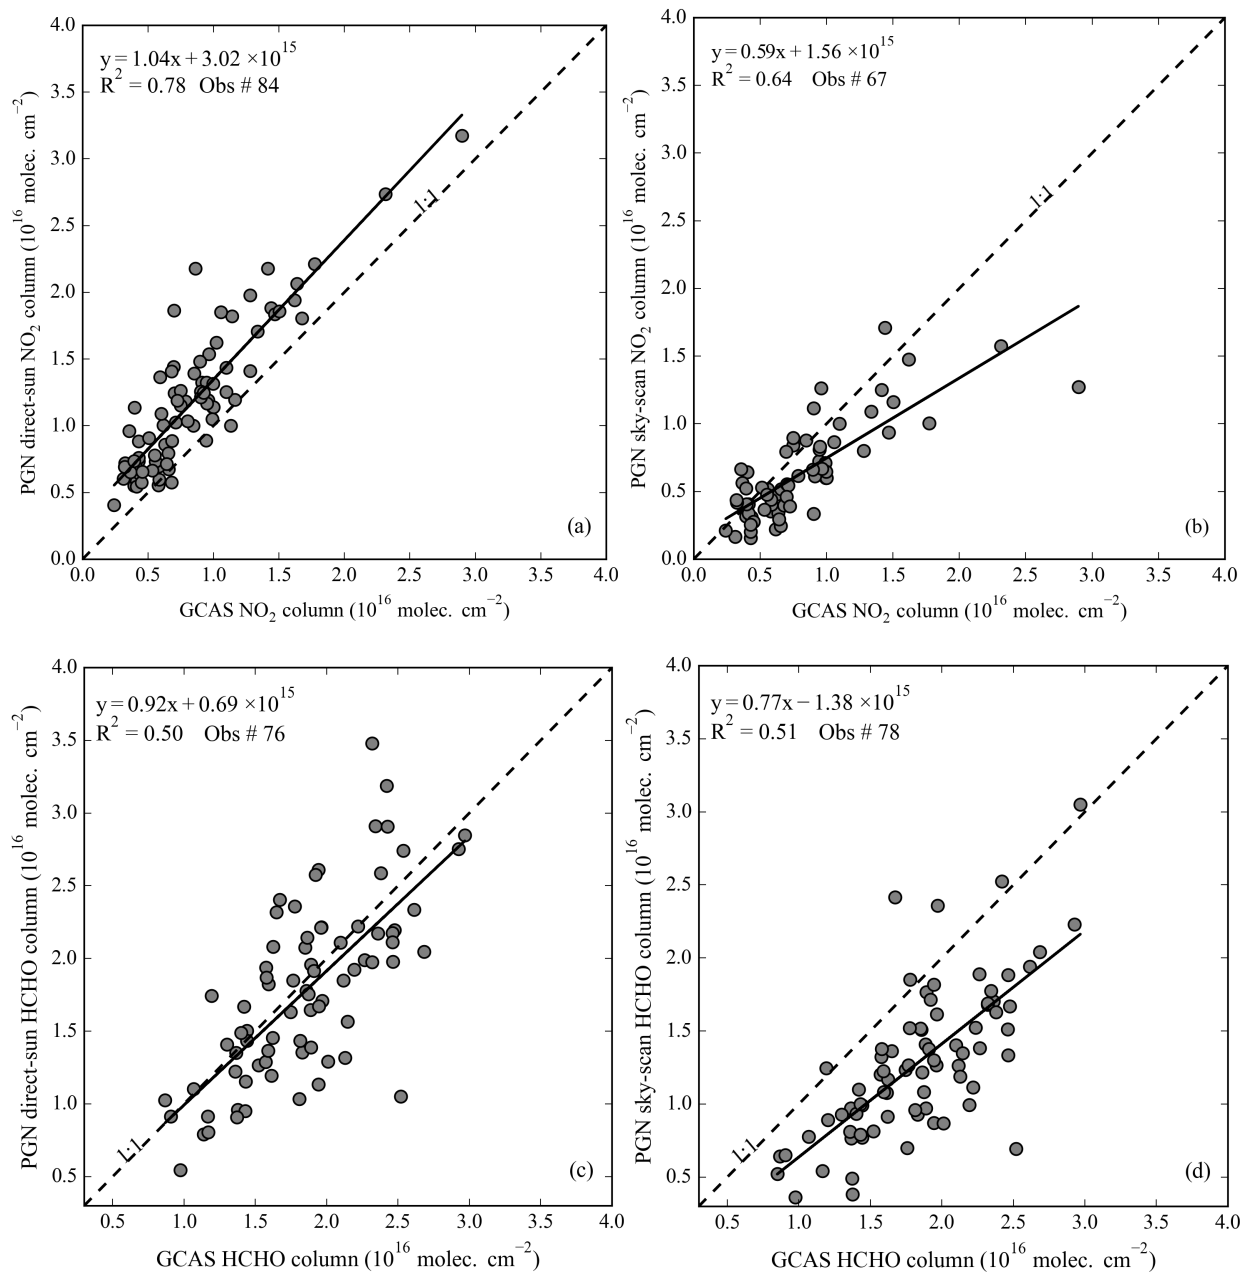 y=1.04x+3.02 ×10^15
R^2 = 0.78 Obs # 84
1:1
(a)
PGN direct-sun NO2 column (10^16 molec. cm^−2)
4.0
3.5
3.0
2.5
2.0
1.5
1.0
0.5
0.0
0.0 0.5 1.0 1.5 2.0 2.5 3.0 3.5 4.0
GCAS NO2 column (10^16 molec. cm^−2)
y=0.59x+1.56 ×10^15
R^2 = 0.64 Obs # 67
1:1
(b)
PGN sky-scan NO2 column (10^16 molec. cm^−2)
4.0
3.5
3.0
2.5
2.0
1.5
1.0
0.5
0.0
0.0 0.5 1.0 1.5 2.0 2.5 3.0 3.5 4.0
GCAS NO2 column (10^16 molec. cm^−2)
y=0.92x+0.69 ×10^15
R^2 = 0.50 Obs # 76
1:1
(c)
PGN direct-sun HCHO column (10^16 molec. cm^−2)
4.0
3.5
3.0
2.5
2.0
1.5
1.0
0.5
0.5 1.0 1.5 2.0 2.5 3.0 3.5 4.0
GCAS HCHO column (10^16 molec. cm^−2)
y=0.77x−1.38 ×10^15
R^2 = 0.51 Obs # 78
1:1
(d)
PGN sky-scan HCHO column (10^16 molec. cm^−2)
4.0
3.5
3.0
2.5
2.0
1.5
1.0
0.5
0.5 1.0 1.5 2.0 2.5 3.0 3.5 4.0
GCAS HCHO column (10^16 molec. cm^−2)